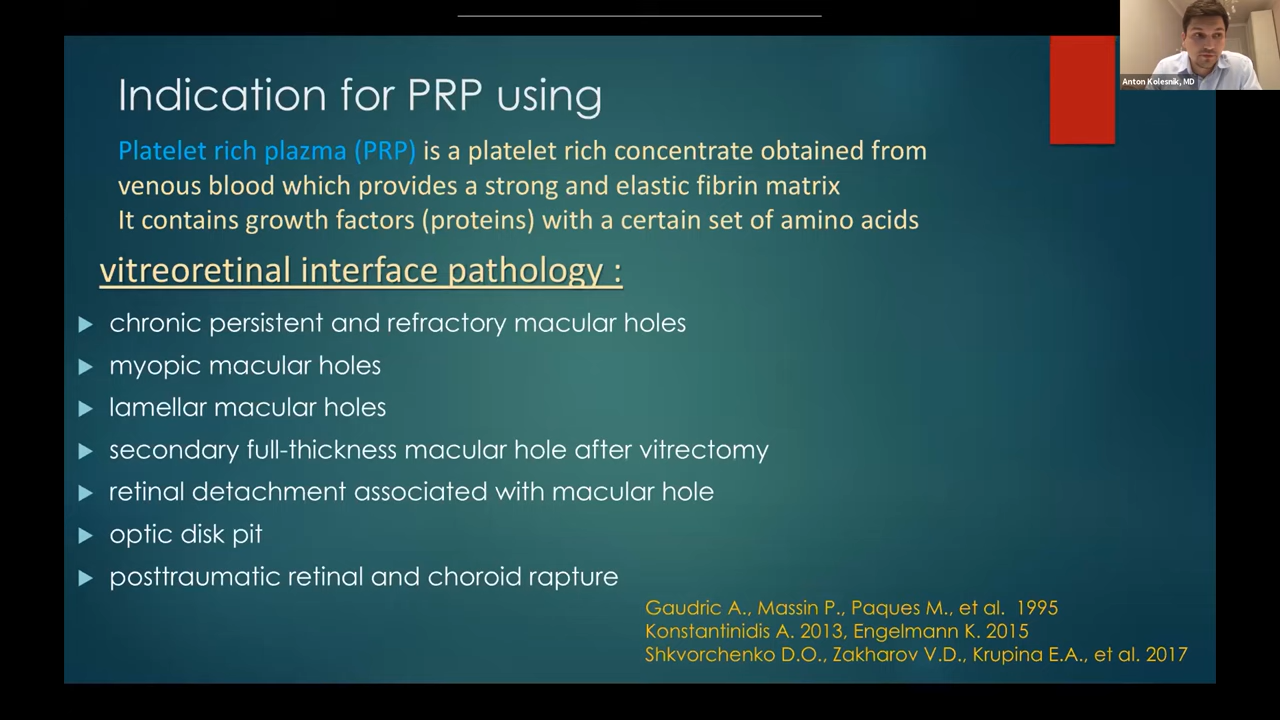 Anton Kolesnik, MD
Indication for PRP using
Platelet rich plazma (PRP) is a platelet rich concentrate obtained from
venous blood which provides a strong and elastic fibrin matrix
It contains growth factors (proteins) with a certain set of amino acids
vitreoretinal interface pathology :
chronic persistent and refractory macular holes
myopic macular holes
lamellar macular holes
secondary full-thickness macular hole after vitrectomy
retinal detachment associated with macular hole
optic disk pit
posttraumatic retinal and choroid rapture
Gaudric A., Massin P., Paques M., et al. 1995
Konstantinidis A. 2013, Engelmann K. 2015
Shkvorchenko D.O., Zakharov V.D., Krupina E.A., et al. 2017